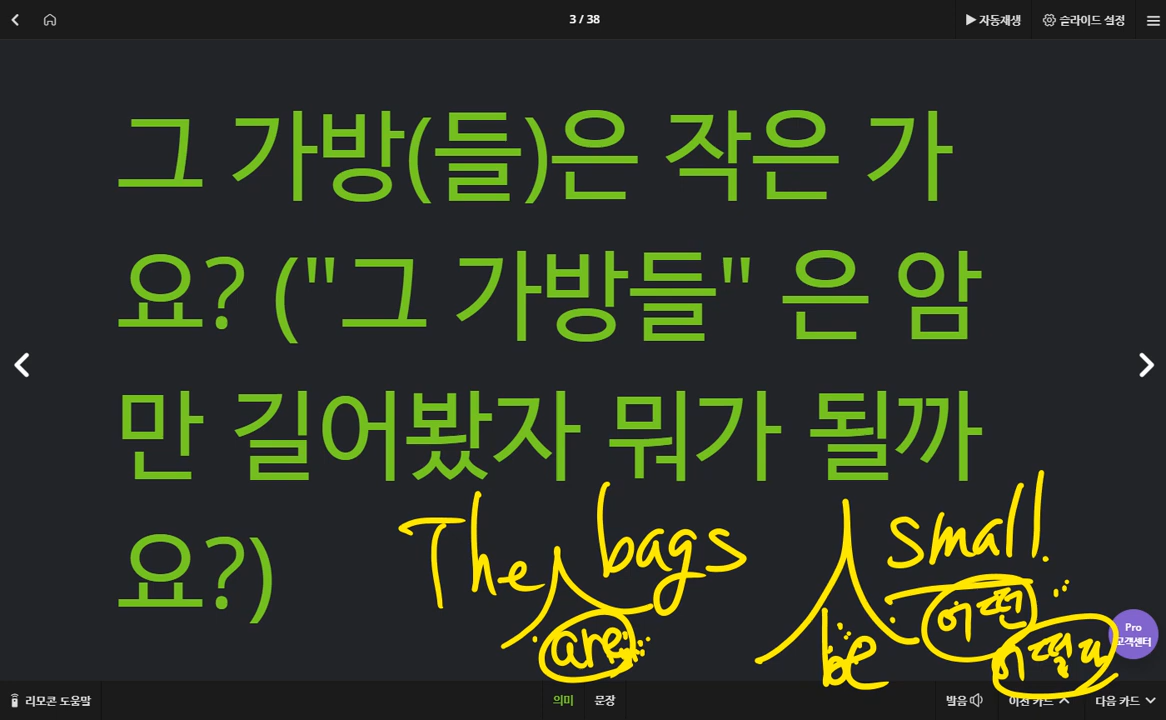 3 / 38
자동재생
슬라이드 설정
그 가방(들)은 작은 가
요? ("그 가방들" 은 암
만 길어봤자 뭐가 될까
요?)
The bags small.
are be 어떤
어떨
Pro
고객센터
리모콘 도움말
의미 문장
발음 이전 카드 다음 카드